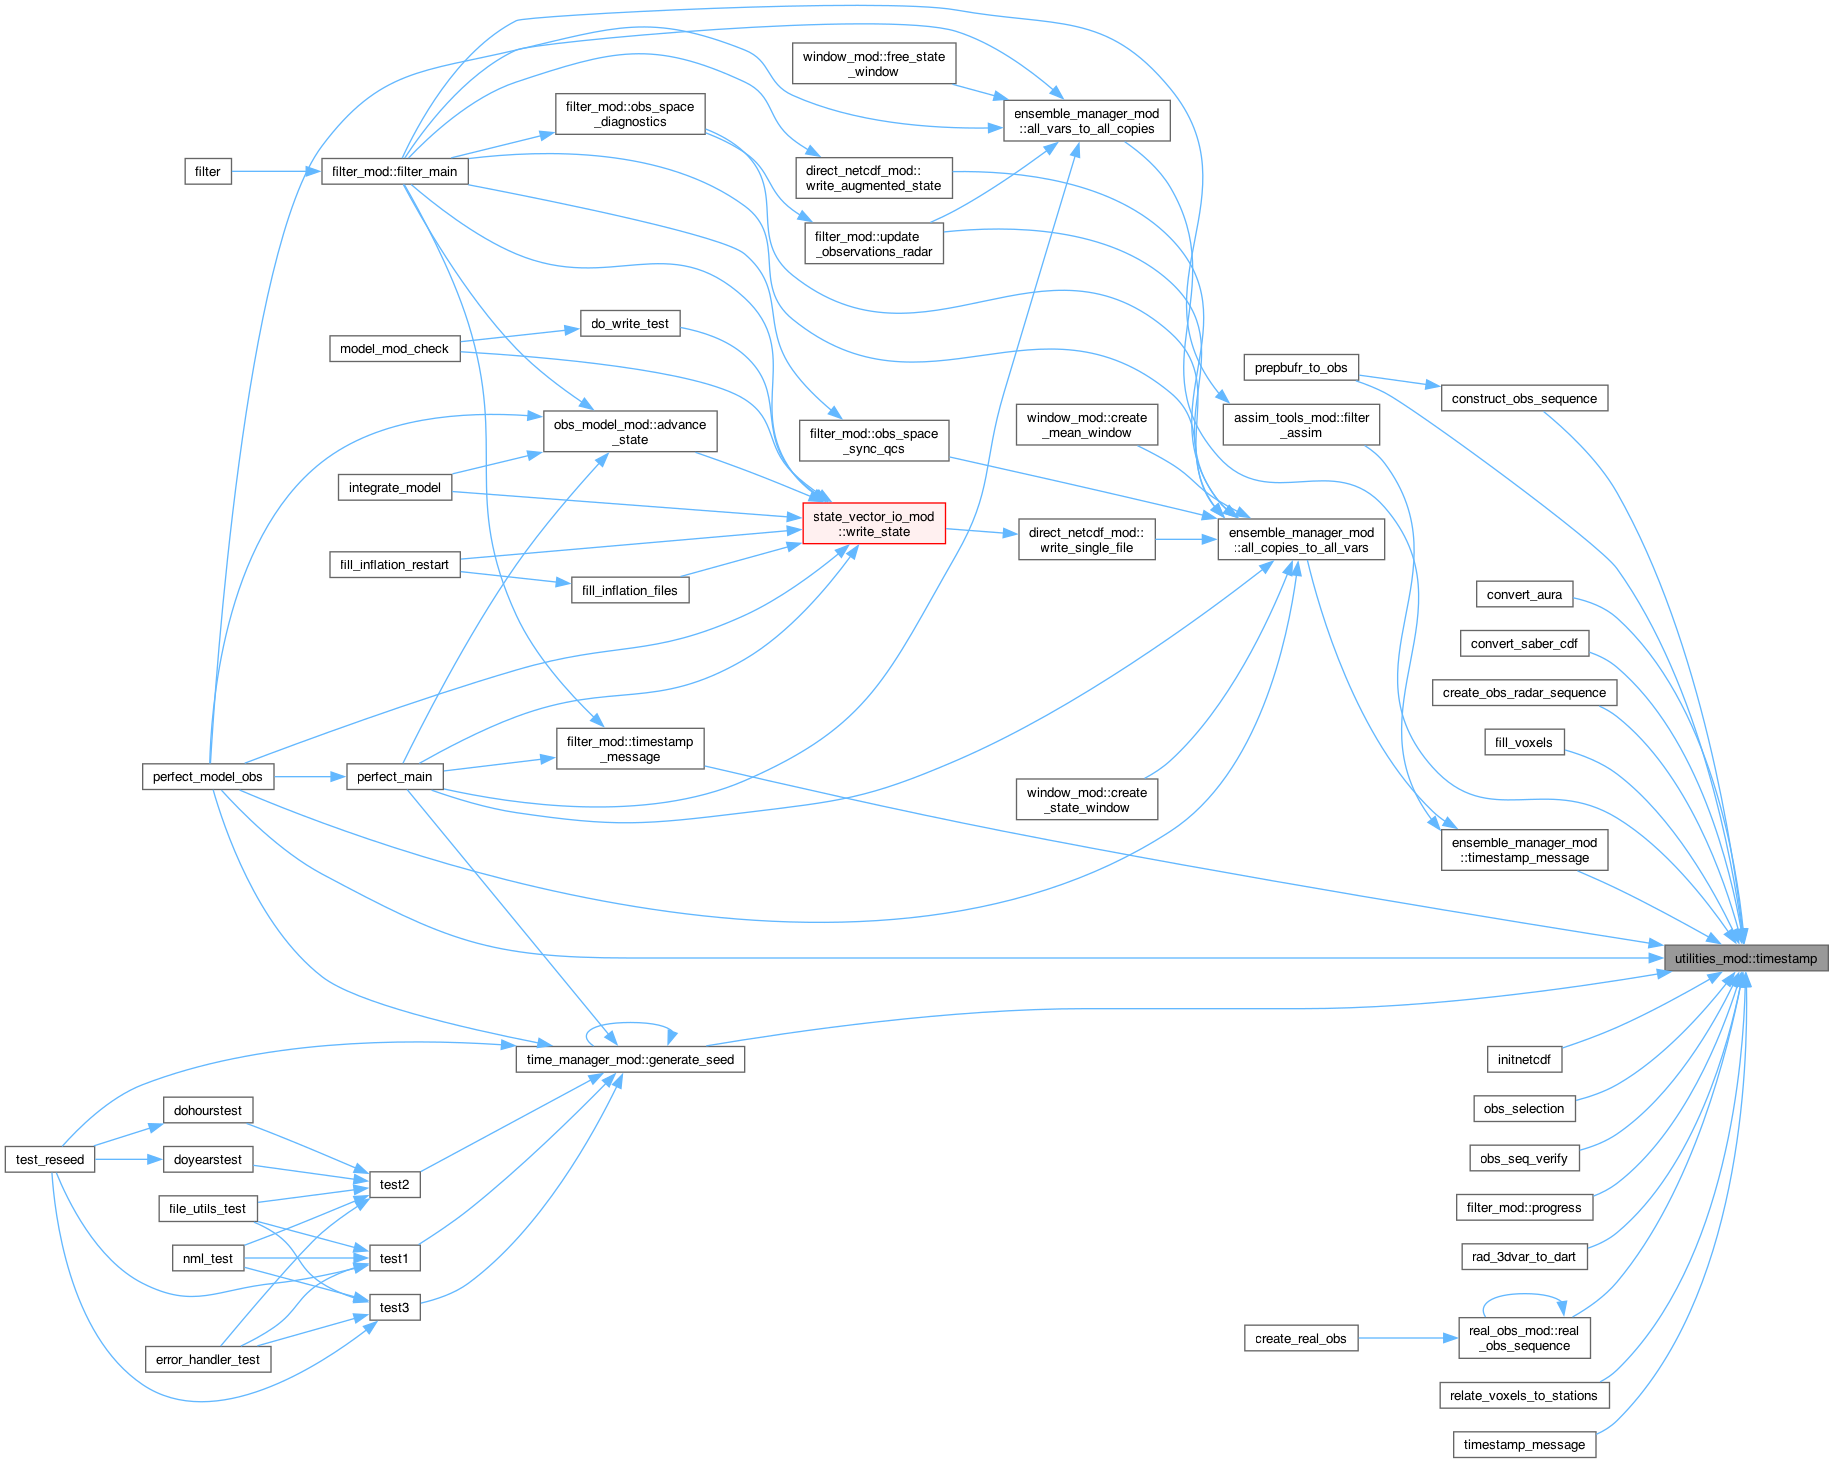 window_mod::free_state
_window
filter_mod::obs_space
_diagnostics
ensemble_manager_mod
::all_vars_to_all_copies
filter
filter_mod::filter_main
direct_netcdf_mod::
write_augmented_state
filter_mod::update
_observations_radar
do_write_test
model_mod_check
prepbufr_to_obs
construct_obs_sequence
obs_model_mod::advance
_state
window_mod::create
_mean_window
assim_tools_mod::filter
_assim
filter_mod::obs_space
_sync_qcs
integrate_model
state_vector_io_mod
::write_state
direct_netcdf_mod::
write_single_file
ensemble_manager_mod
::all_copies_to_all_vars
fill_inflation_restart
fill_inflation_files
convert_aura
convert_saber_cdf
create_obs_radar_sequence
fill_voxels
filter_mod::timestamp
_message
perfect_model_obs
perfect_main
window_mod::create
_state_window
ensemble_manager_mod
::timestamp_message
utilities_mod::timestamp
time_manager_mod::generate_seed
initnetcdf
dohourstest
obs_selection
test_reseed
doyearstest
obs_seq_verify
test2
file_utils_test
filter_mod::progress
nml_test
test1
rad_3dvar_to_dart
test3
create_real_obs
real_obs_mod::real
_obs_sequence
error_handler_test
relate_voxels_to_stations
timestamp_message